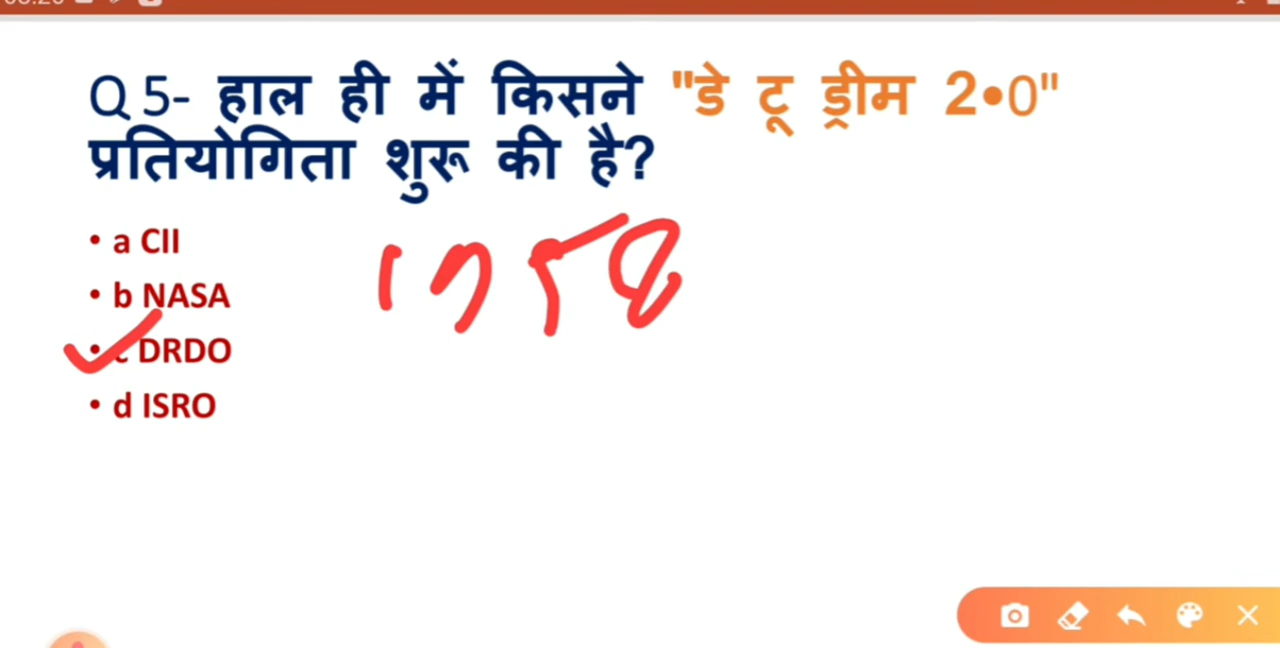 Q 5- हाल ही में किसने "डे टू ड्रीम 2•0"
प्रतियोगिता शुरू की है?
• a CII
• b NASA
• c DRDO
• d ISRO
1958